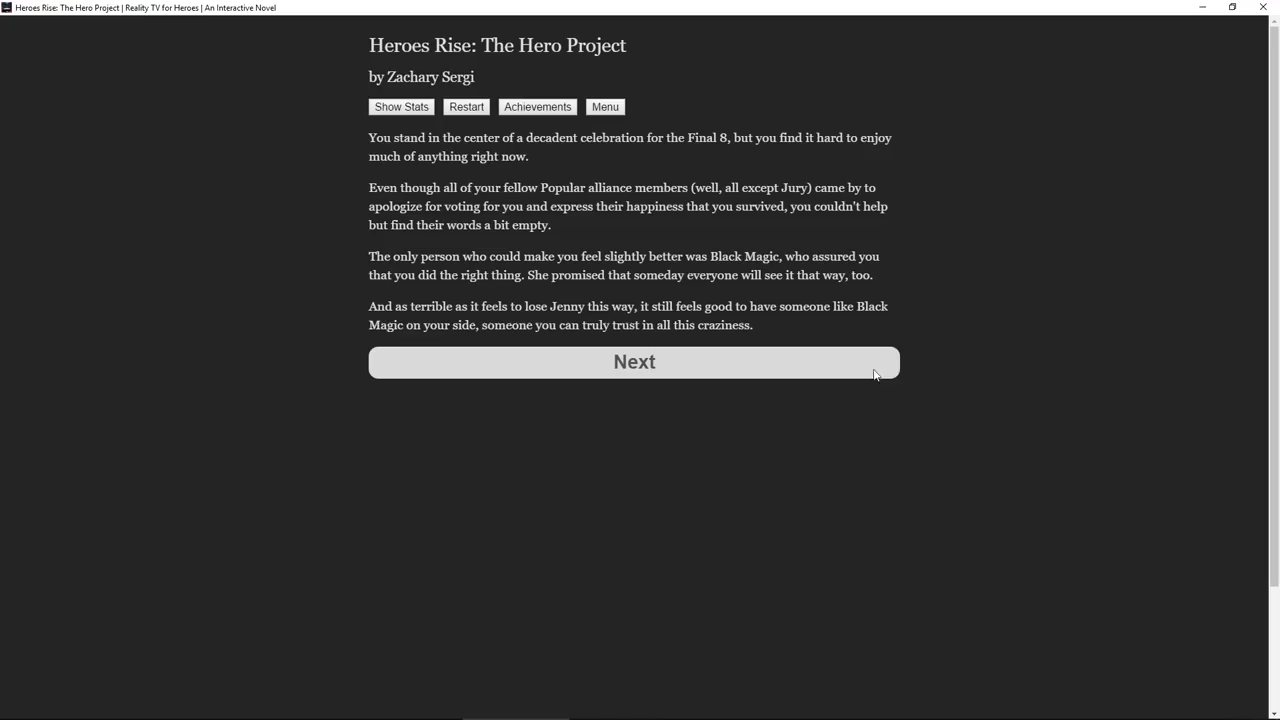 Heroes Rise: The Hero Project | Reality TV for Heroes | An Interactive Novel
Heroes Rise: The Hero Project
by Zachary Sergi
Show Stats Restart Achievements Menu
You stand in the center of a decadent celebration for the Final 8, but you find it hard to enjoy
much of anything right now.
Even though all of your fellow Popular alliance members (well, all except Jury) came by to
apologize for voting for you and express their happiness that you survived, you couldn't help
but find their words a bit empty.
The only person who could make you feel slightly better was Black Magic, who assured you
that you did the right thing. She promised that someday everyone will see it that way, too.
And as terrible as it feels to lose Jenny this way, it still feels good to have someone like Black
Magic on your side, someone you can truly trust in all this craziness.
Next